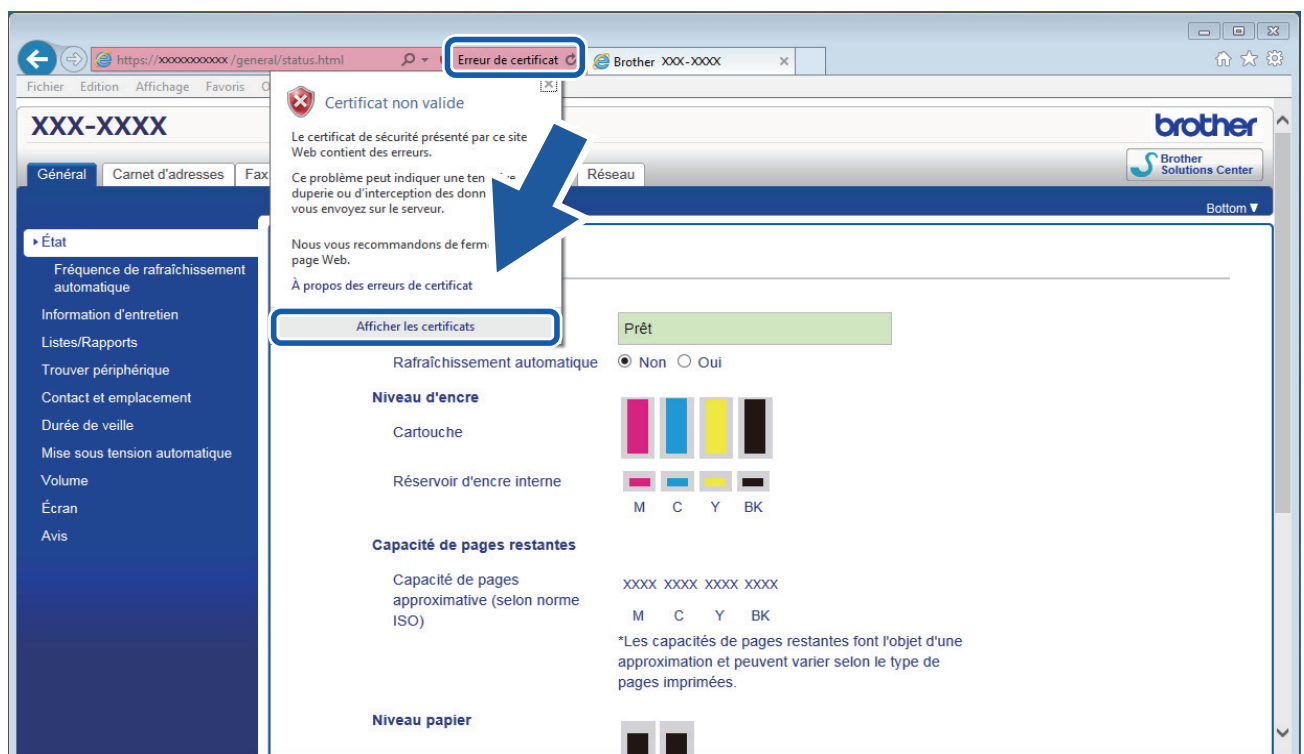 https://xxxxxxxxxxx /general/status.html
Erreur de certificat
Brother XXX-XXXX
Fichier Edition Affichage Favoris O
Certificat non valide
Le certificat de sécurité présenté par ce site
Web contient des erreurs.
Ce problème peut indiquer une ten
duperie ou d'interception des donn
vous envoyez sur le serveur.
Nous vous recommandons de ferm
page Web.
À propos des erreurs de certificat
Afficher les certificats
XXX-XXXX
brother
Général Carnet d'adresses Fax Réseau
Brother
Solutions Center
Bottom▼
État
Fréquence de rafraîchissement
automatique
Information d'entretien
Listes/Rapports
Trouver périphérique
Contact et emplacement
Durée de veille
Mise sous tension automatique
Volume
Écran
Avis
Prêt
Rafraîchissement automatique Non Oui
Niveau d'encre
Cartouche
Réservoir d'encre interne
M C Y BK
Capacité de pages restantes
Capacité de pages
approximative (selon norme
ISO)
XXXX XXXX XXXX XXXX
M C Y BK
*Les capacités de pages restantes font l'objet d'une
approximation et peuvent varier selon le type de
pages imprimées.
Niveau papier